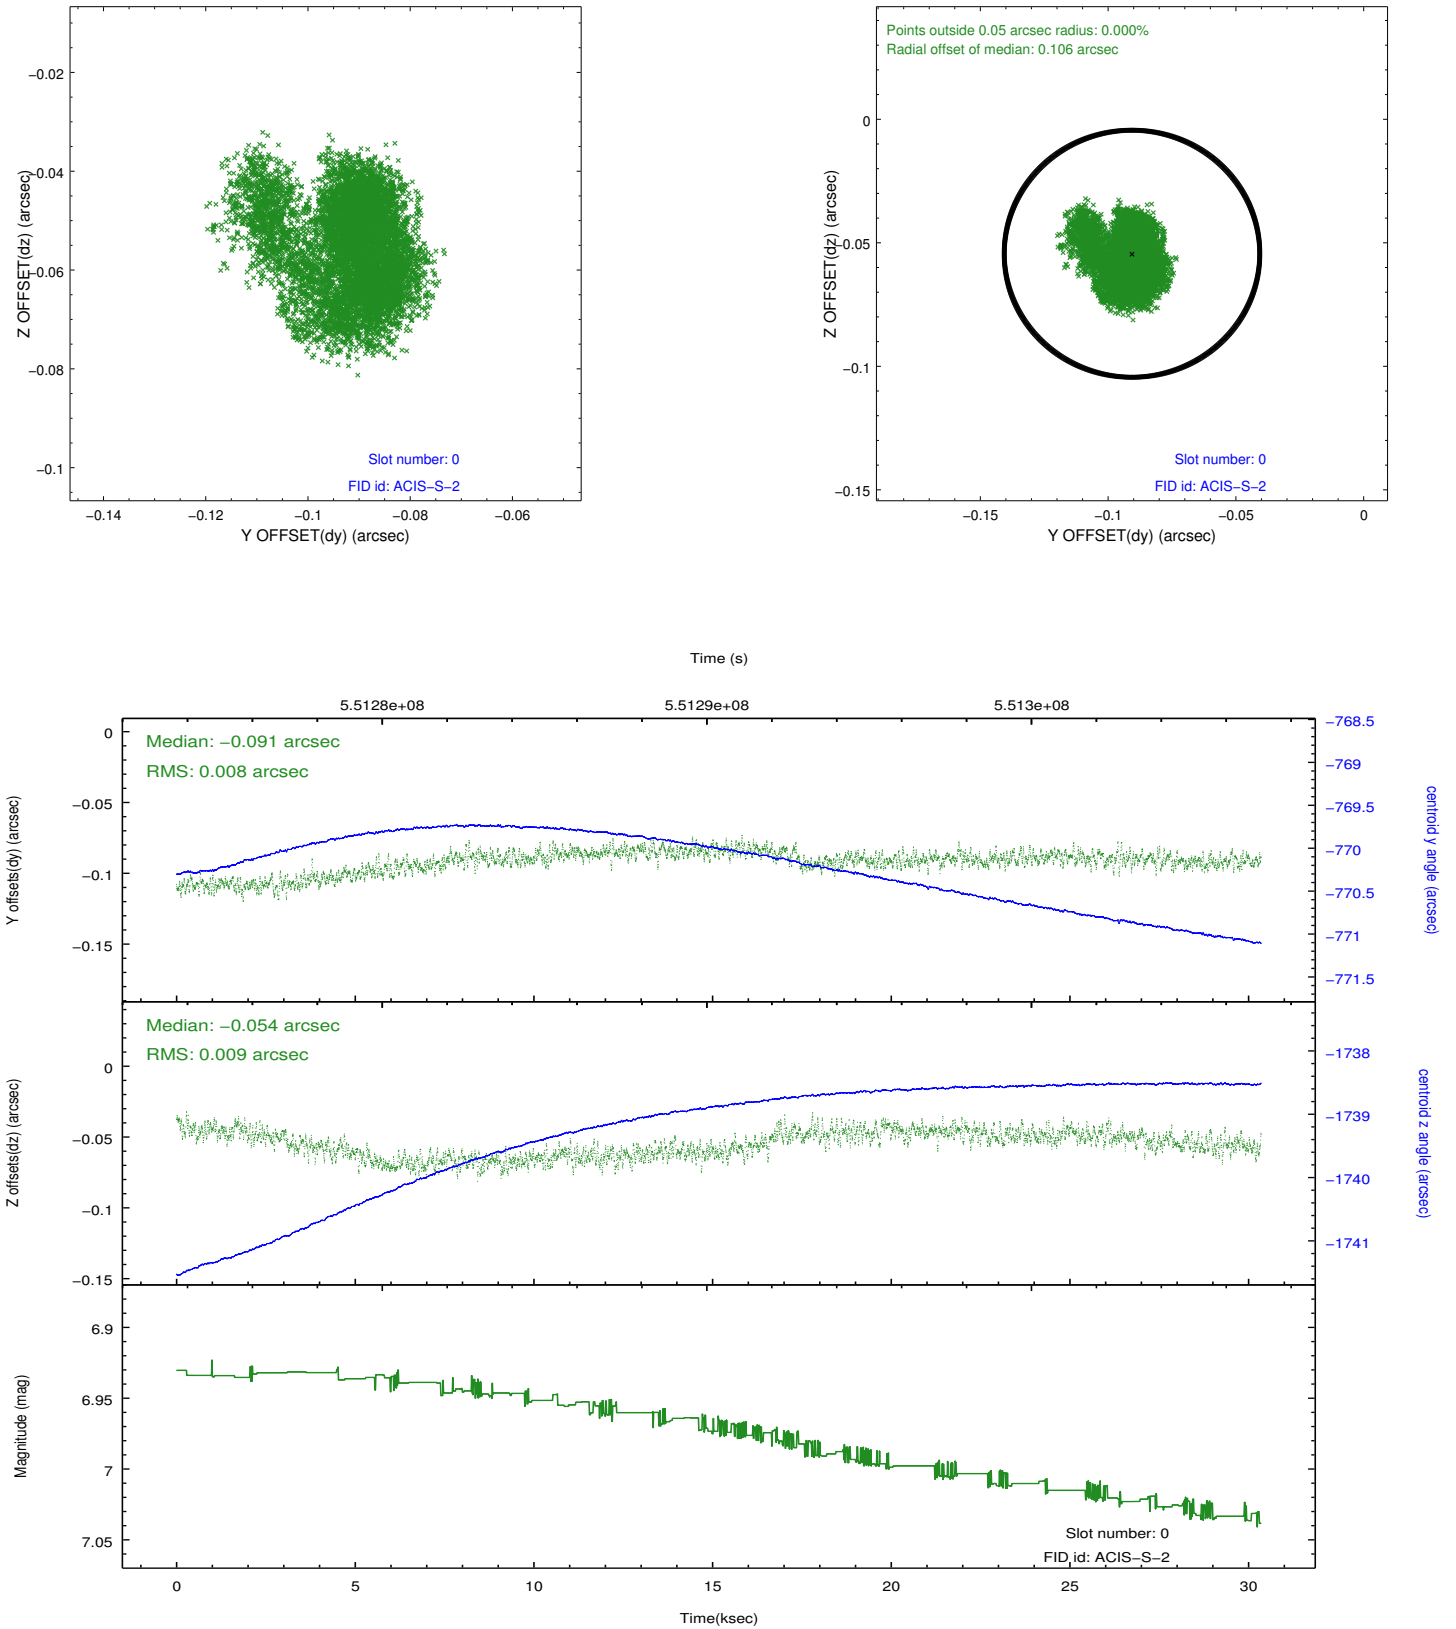 −0.02
−0.04
−0.06
−0.08
−0.1
Z OFFSET(dz) (arcsec)
Slot number: 0
FID id: ACIS−S−2
−0.14
−0.12
−0.1
−0.08
−0.06
Y OFFSET(dy) (arcsec)
Points outside 0.05 arcsec radius: 0.000%
Radial offset of median: 0.106 arcsec
0
−0.05
−0.1
−0.15
Z OFFSET(dz) (arcsec)
Slot number: 0
FID id: ACIS−S−2
−0.15
−0.1
−0.05
0
Y OFFSET(dy) (arcsec)
Time (s)
5.5128e+08
5.5129e+08
5.513e+08
Median: −0.091 arcsec
RMS: 0.008 arcsec
0
−0.05
−0.1
−0.15
Y offsets(dy) (arcsec)
−768.5
−769
−769.5
−770
−770.5
−771
−771.5
centroid y angle (arcsec)
Median: −0.054 arcsec
RMS: 0.009 arcsec
0
−0.05
−0.1
−0.15
Z offsets(dz) (arcsec)
−1738
−1739
−1740
−1741
centroid z angle (arcsec)
6.9
6.95
7
7.05
Magnitude (mag)
Slot number: 0
FID id: ACIS−S−2
0
5
10
15
20
25
30
Time(ksec)